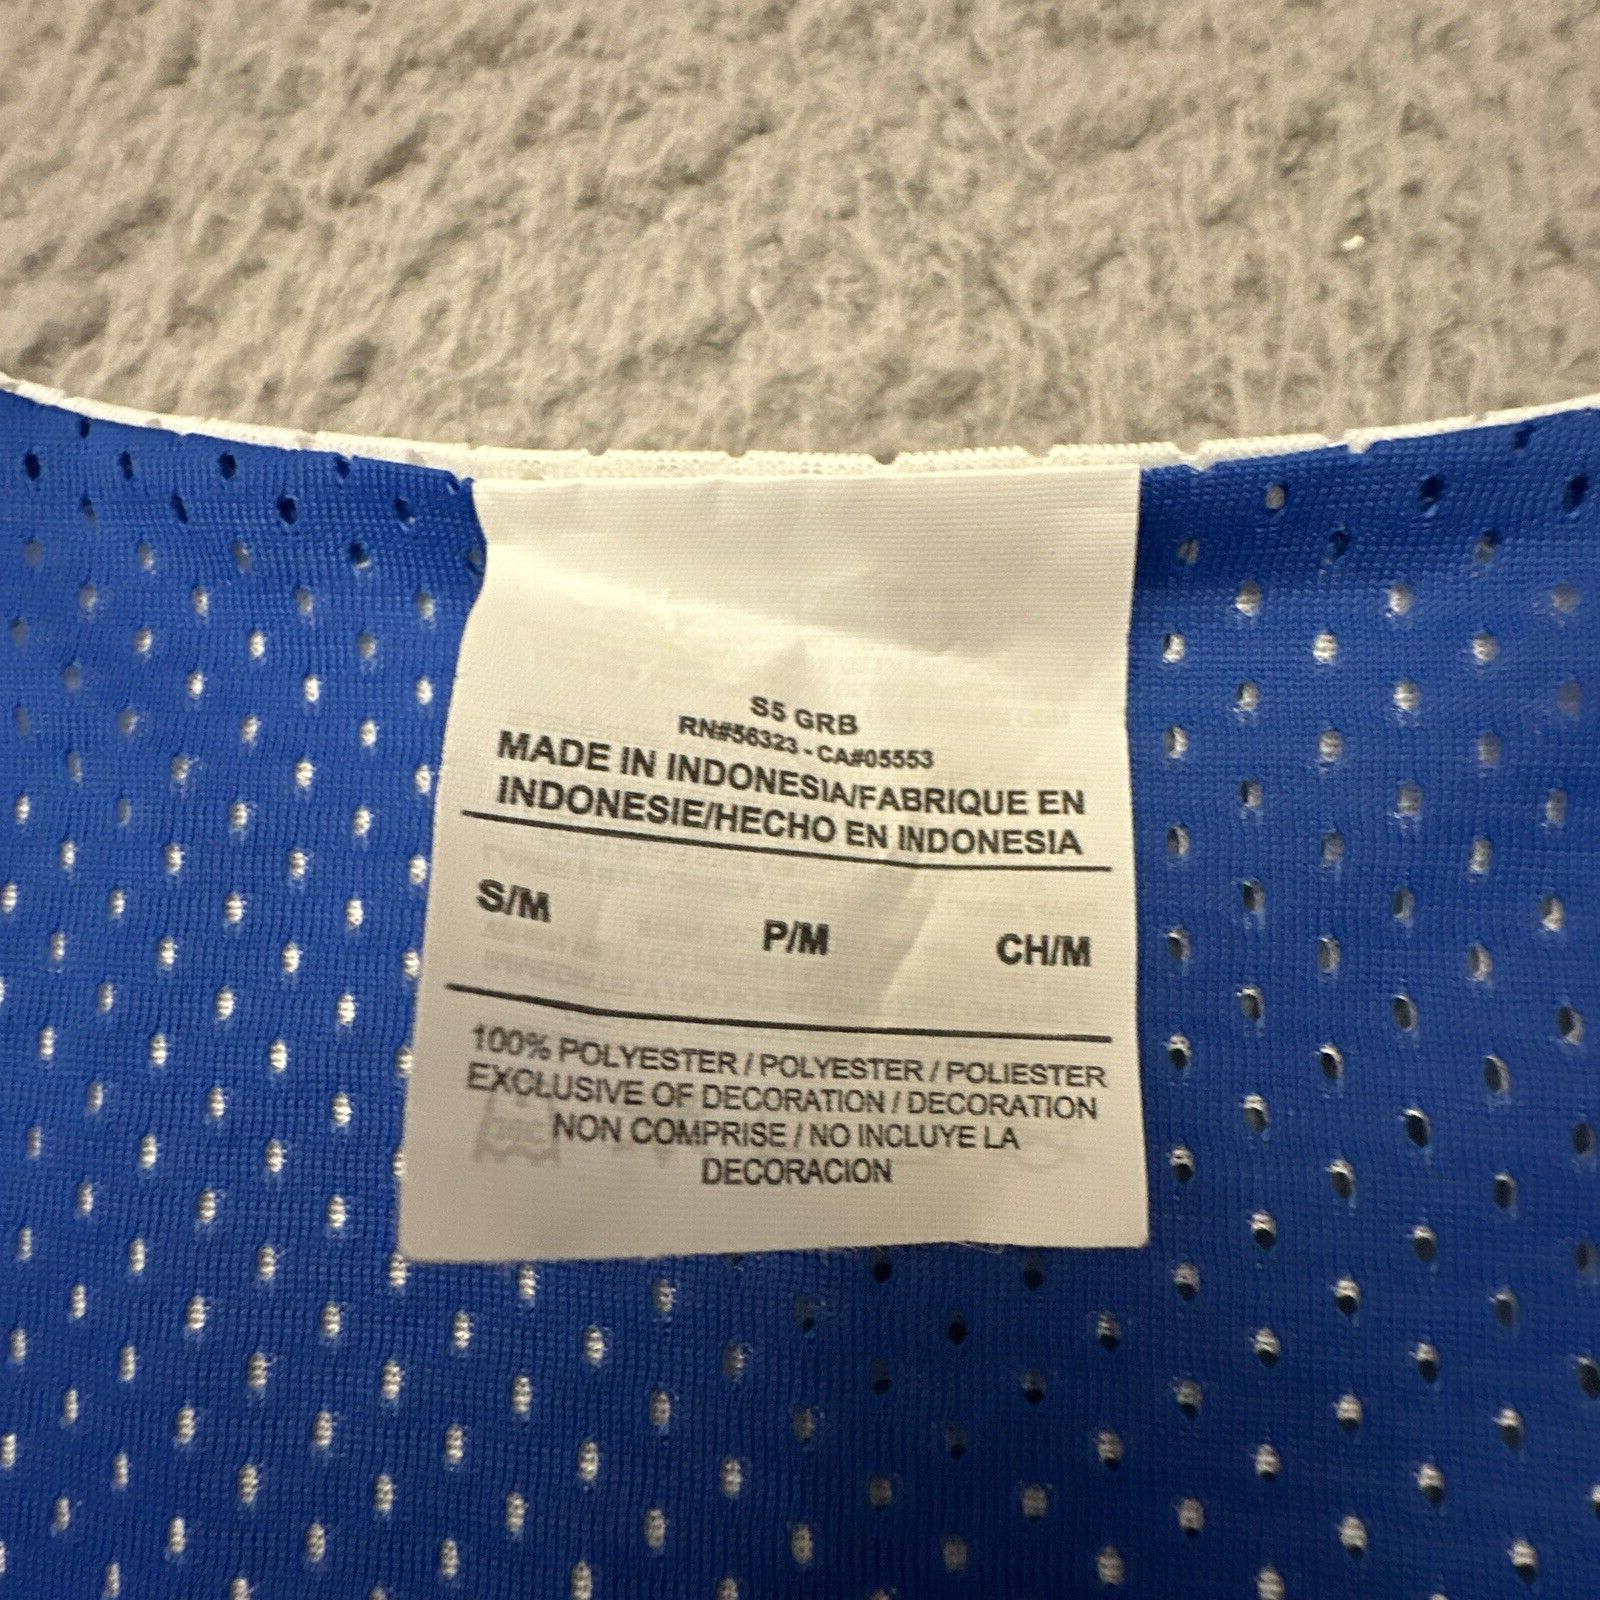 S5 GRB
RN#56323 - CA#05553
MADE IN INDONESIA/FABRIQUE EN
INDONESIE/HECHO EN INDONESIA
S/M P/M CH/M
100% POLYESTER / POLYESTER / POLIESTER
EXCLUSIVE OF DECORATION / DECORATION
NON COMPRISE / NO INCLUYE LA
DECORACION